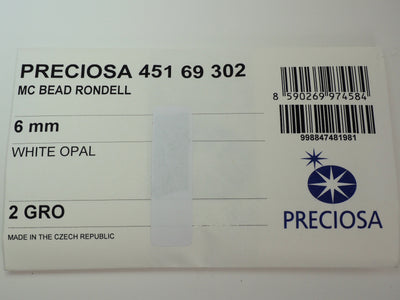 PRECIOSA 451 69 302
MC BEAD RONDELL
6 mm
WHITE OPAL
2 GRO
MADE IN THE CZECH REPUBLIC
8 590269 974584
998847481981
PRECIOSA